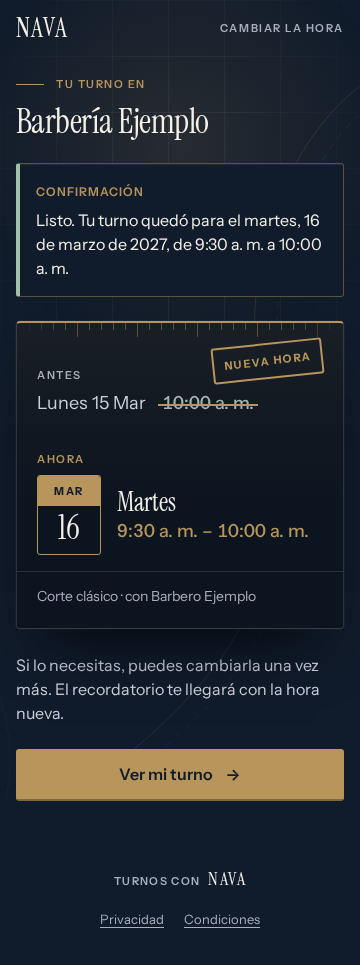 NAVA
CAMBIAR LA HORA
TU TURNO EN
Barbería Ejemplo
CONFIRMACIÓN
Listo. Tu turno quedó para el martes, 16
de marzo de 2027, de 9:30 a. m. a 10:00
a. m.
NUEVA HORA
ANTES
Lunes 15 Mar 10:00 a. m.
AHORA
MAR
16
Martes
9:30 a. m. – 10:00 a. m.
Corte clásico · con Barbero Ejemplo
Si lo necesitas, puedes cambiarla una vez
más. El recordatorio te llegará con la hora
nueva.
Ver mi turno →
TURNOS CON NAVA
Privacidad Condiciones